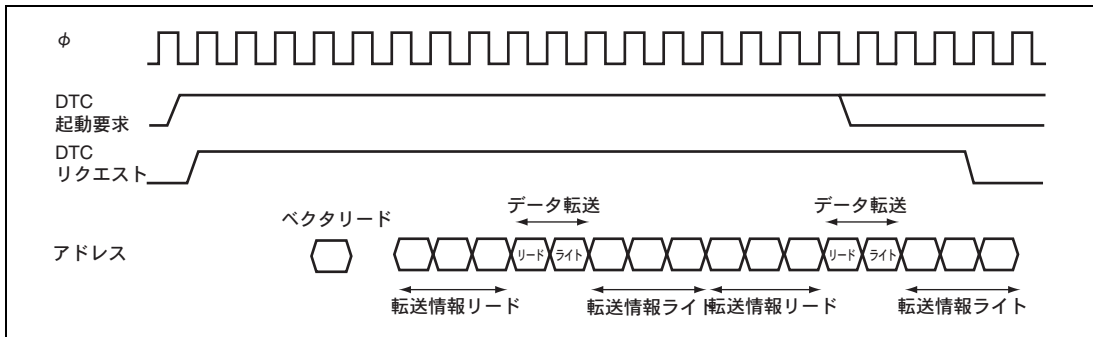 φ
DTC
起動要求
DTC
リクエスト
ベクタリード
データ転送
データ転送
アドレス
リード ライト
リード ライト
転送情報リード
転送情報ライト
転送情報リード
転送情報ライト